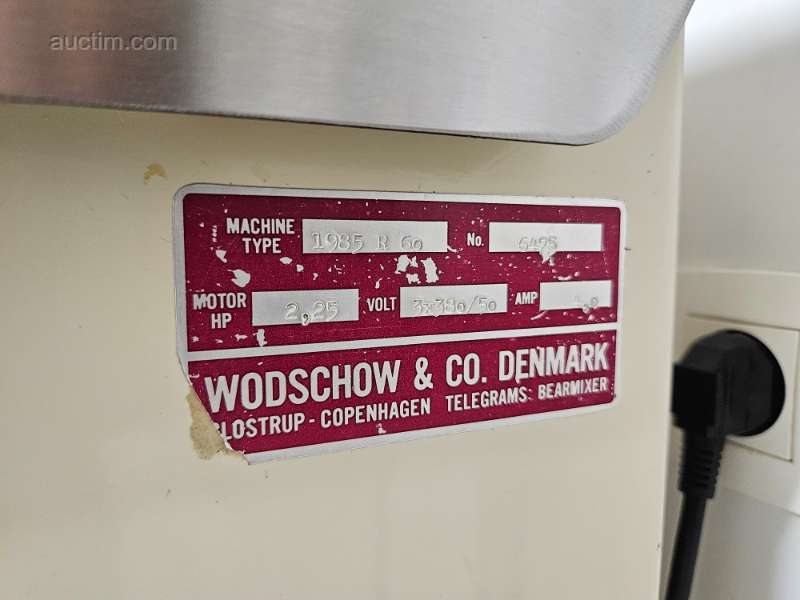 auctim.com
MACHINE TYPE 1985 R 60 No. 6495
MOTOR HP 2,25 VOLT 3x380/50 AMP
WODSCHOW & CO. DENMARK
GLOSTRUP - COPENHAGEN TELEGRAMS: BEARMIXER